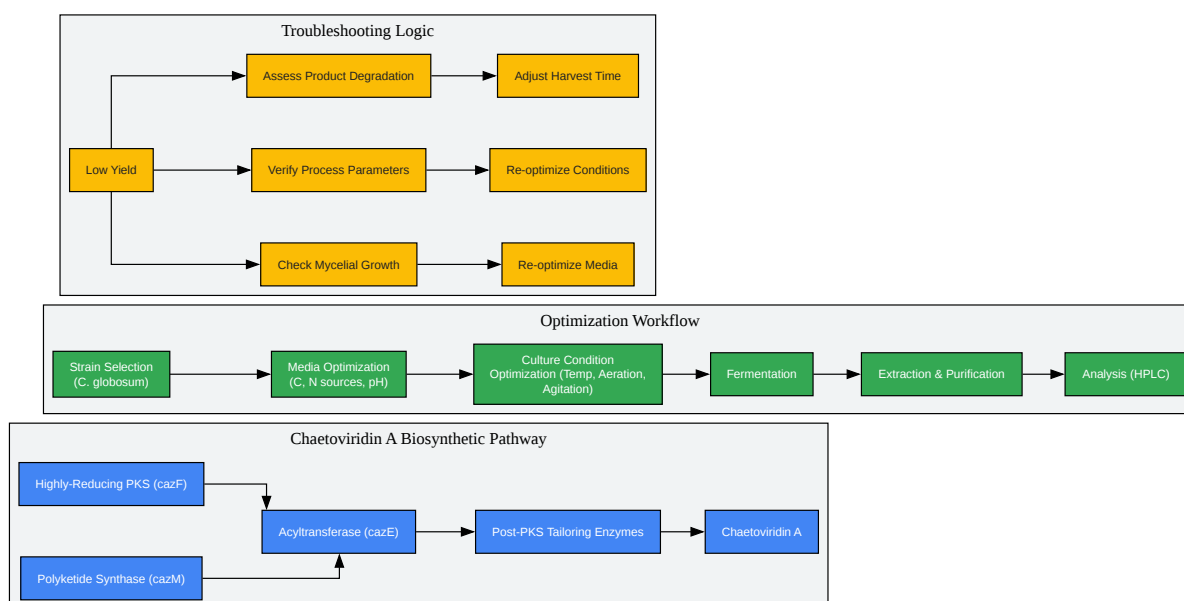 Troubleshooting Logic
Assess Product Degradation
Adjust Harvest Time
Low Yield
Verify Process Parameters
Re-optimize Conditions
Check Mycelial Growth
Re-optimize Media
Optimization Workflow
Strain Selection
(C. globosum)
Media Optimization
(C, N sources, pH)
Culture Condition
Optimization (Temp, Aeration,
Agitation)
Fermentation
Extraction & Purification
Analysis (HPLC)
Chaetoviridin A Biosynthetic Pathway
Highly-Reducing PKS (cazF)
Acyltransferase (cazE)
Post-PKS Tailoring Enzymes
Chaetoviridin A
Polyketide Synthase (cazM)